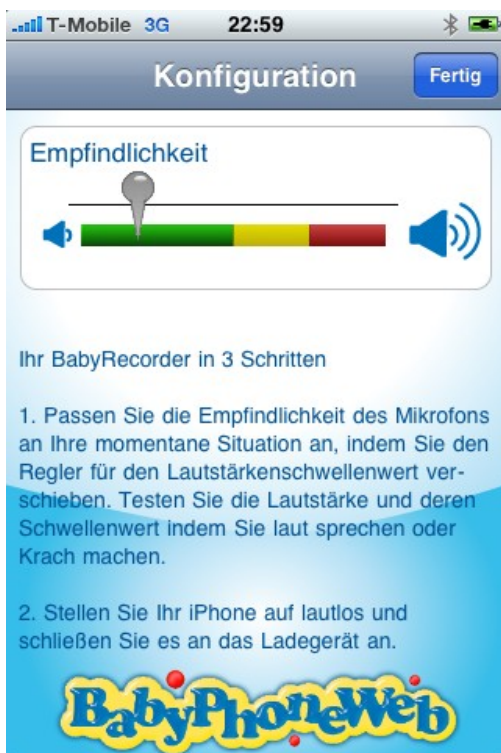 T-Mobile 3G 22:59
Konfiguration Fertig
Empfindlichkeit
Ihr BabyRecorder in 3 Schritten
1. Passen Sie die Empfindlichkeit des Mikrofons
an Ihre momentane Situation an, indem Sie den
Regler für den Lautstärkenschwellenwert ver-
schieben. Testen Sie die Lautstärke und deren
Schwellenwert indem Sie laut sprechen oder
Krach machen.
2. Stellen Sie Ihr iPhone auf lautlos und
schließen Sie es an das Ladegerät an.
BabyPhoneWeb